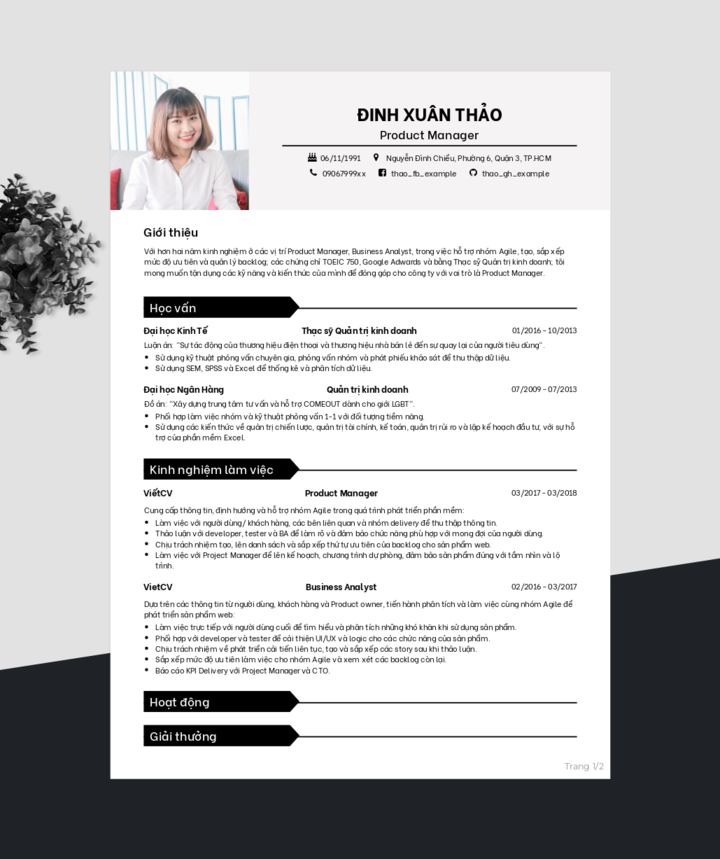 ĐINH XUÂN THẢO
Product Manager
06/11/1991 Nguyễn Đình Chiểu, Phường 6, Quận 3, TP.HCM
09067999xx thao_fb_example thao_gh_example
Giới thiệu
Với hơn hai năm kinh nghiệm ở các vị trí Product Manager, Business Analyst, trong việc hỗ trợ nhóm Agile, tạo, sắp xếp
mức độ ưu tiên và quản lý backlog; các chứng chỉ TOEIC 750, Google Adwards và bằng Thạc sỹ Quản trị kinh doanh; tôi
mong muốn tận dụng các kỹ năng và kiến thức của mình để đóng góp cho công ty với vai trò là Product Manager.
Học vấn
Đại học Kinh Tế Thạc sỹ Quản trị kinh doanh 01/2016 - 10/2013
Luận án: "Sự tác động của thương hiệu điện thoại và thương hiệu nhà bán lẻ đến sự quay lại của người tiêu dùng".
• Sử dụng kỹ thuật phỏng vấn chuyên gia, phỏng vấn nhóm và phát phiếu khảo sát để thu thập dữ liệu.
• Sử dụng SEM, SPSS và Excel để thống kê và phân tích dữ liệu.
Đại học Ngân Hàng Quản trị kinh doanh 07/2009 - 07/2013
Đồ án: "Xây dựng trung tâm tư vấn và hỗ trợ COMEOUT dành cho giới LGBT".
• Phối hợp làm việc nhóm và kỹ thuật phỏng vấn 1-1 với đối tượng tiềm năng.
• Sử dụng các kiến thức về quản trị chiến lược, quản trị tài chính, kế toán, quản trị rủi ro và lập kế hoạch đầu tư, với sự hỗ
trợ của phần mềm Excel.
Kinh nghiệm làm việc
ViếtCV Product Manager 03/2017 - 03/2018
Cung cấp thông tin, định hướng và hỗ trợ nhóm Agile trong quá trình phát triển phần mềm:
• Làm việc với người dùng/ khách hàng, các bên liên quan và nhóm delivery để thu thập thông tin.
• Thảo luận với developer, tester và BA để làm rõ và đảm bảo chức năng phù hợp với mong đợi của người dùng.
• Chịu trách nhiệm tạo, lên danh sách và sắp xếp thứ tự ưu tiên của backlog cho sản phẩm web.
• Làm việc với Project Manager để lên kế hoạch, chương trình dự phòng, đảm bảo sản phẩm đúng với tầm nhìn và lộ
trình.
VietCV Business Analyst 02/2016 - 03/2017
Dựa trên các thông tin từ người dùng, khách hàng và Product owner, tiến hành phân tích và làm việc cùng nhóm Agile để
phát triển sản phẩm web:
• Làm việc trực tiếp với người dùng cuối để tìm hiểu và phân tích những khó khăn khi sử dụng sản phẩm.
• Phối hợp với developer và tester để cải thiện UI/UX và logic cho các chức năng của sản phẩm.
• Chịu trách nhiệm về phát triển cải tiến liên tục, tạo và sắp xếp các story sau khi thảo luận.
• Sắp xếp mức độ ưu tiên làm việc cho nhóm Agile và xem xét các backlog còn lại.
• Báo cáo KPI Delivery với Project Manager và CTO.
Hoạt động
Giải thưởng
Trang 1/2